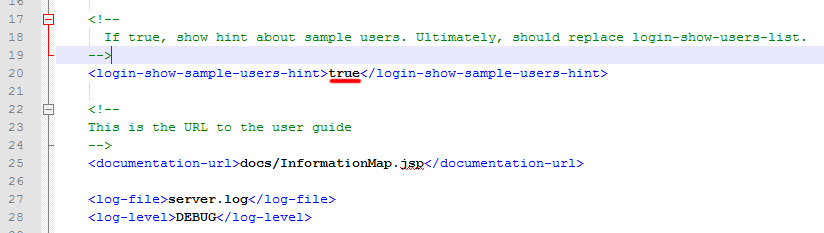 17 <!--
18 If true, show hint about sample users. Ultimately, should replace login-show-users-list.
19 -->
20 <login-show-sample-users-hint>true</login-show-sample-users-hint>
21
22 <!--
23 This is the URL to the user guide
24 -->
25 <documentation-url>docs/InformationMap.jsp</documentation-url>
26
27 <log-file>server.log</log-file>
28 <log-level>DEBUG</log-level>